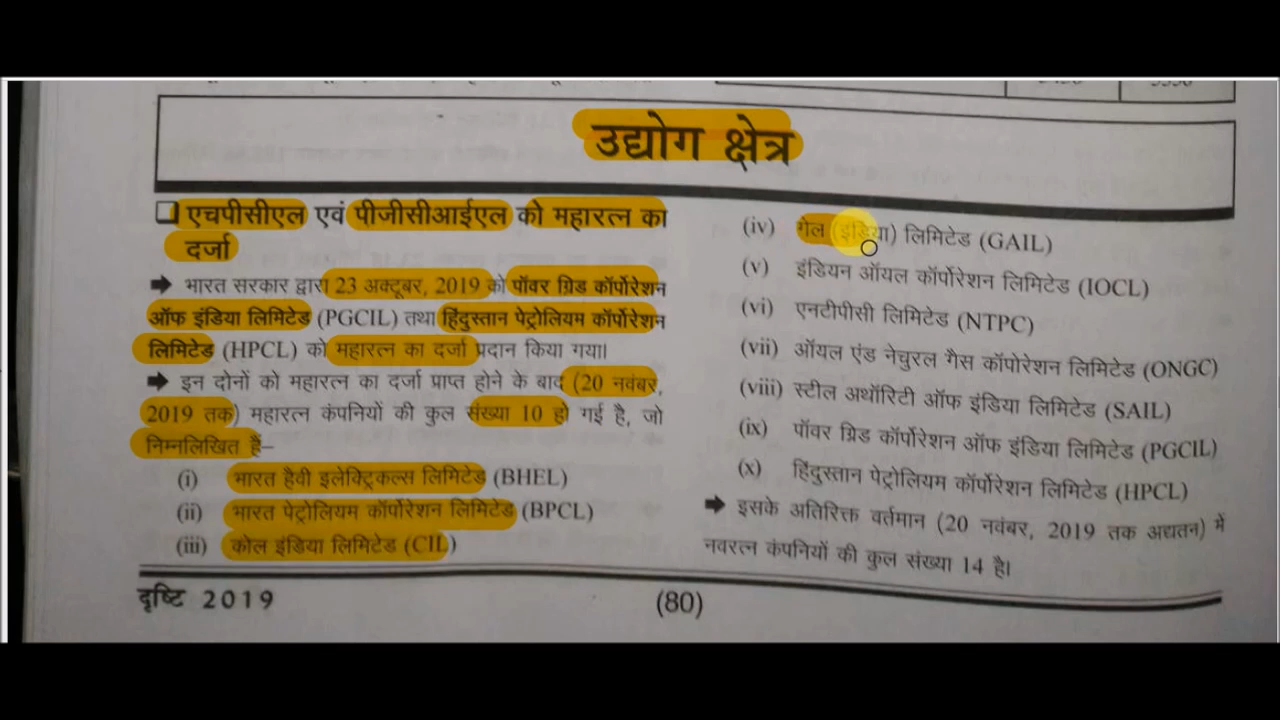 उद्योग क्षेत्र
❑ एचपीसीएल एवं पीजीसीआईएल को महारत्न का
दर्जा
➡ भारत सरकार द्वारा 23 अक्टूबर, 2019 को पॉवर ग्रिड कॉर्पोरेशन
ऑफ इंडिया लिमिटेड (PGCIL) तथा हिंदुस्तान पेट्रोलियम कॉर्पोरेशन
लिमिटेड (HPCL) को महारत्न का दर्जा प्रदान किया गया।
➡ इन दोनों को महारत्न का दर्जा प्राप्त होने के बाद (20 नवंबर,
2019 तक) महारत्न कंपनियों की कुल संख्या 10 हो गई है, जो
निम्नलिखित हैं–
(i) भारत हैवी इलेक्ट्रिकल्स लिमिटेड (BHEL)
(ii) भारत पेट्रोलियम कॉर्पोरेशन लिमिटेड (BPCL)
(iii) कोल इंडिया लिमिटेड (CIL)
(iv) गेल (इंडिया) लिमिटेड (GAIL)
(v) इंडियन ऑयल कॉर्पोरेशन लिमिटेड (IOCL)
(vi) एनटीपीसी लिमिटेड (NTPC)
(vii) ऑयल एंड नेचुरल गैस कॉपोरेशन लिमिटेड (ONGC)
(viii) स्टील अथॉरिटी ऑफ इंडिया लिमिटेड (SAIL)
(ix) पॉवर ग्रिड कॉर्पोरेशन ऑफ इंडिया लिमिटेड (PGCIL)
(x) हिंदुस्तान पेट्रोलियम कॉर्पोरेशन लिमिटेड (HPCL)
➡ इसके अतिरिक्त वर्तमान (20 नवंबर, 2019 तक अद्यतन) में
नवरत्न कंपनियों की कुल संख्या 14 है।
दृष्टि 2019
(80)